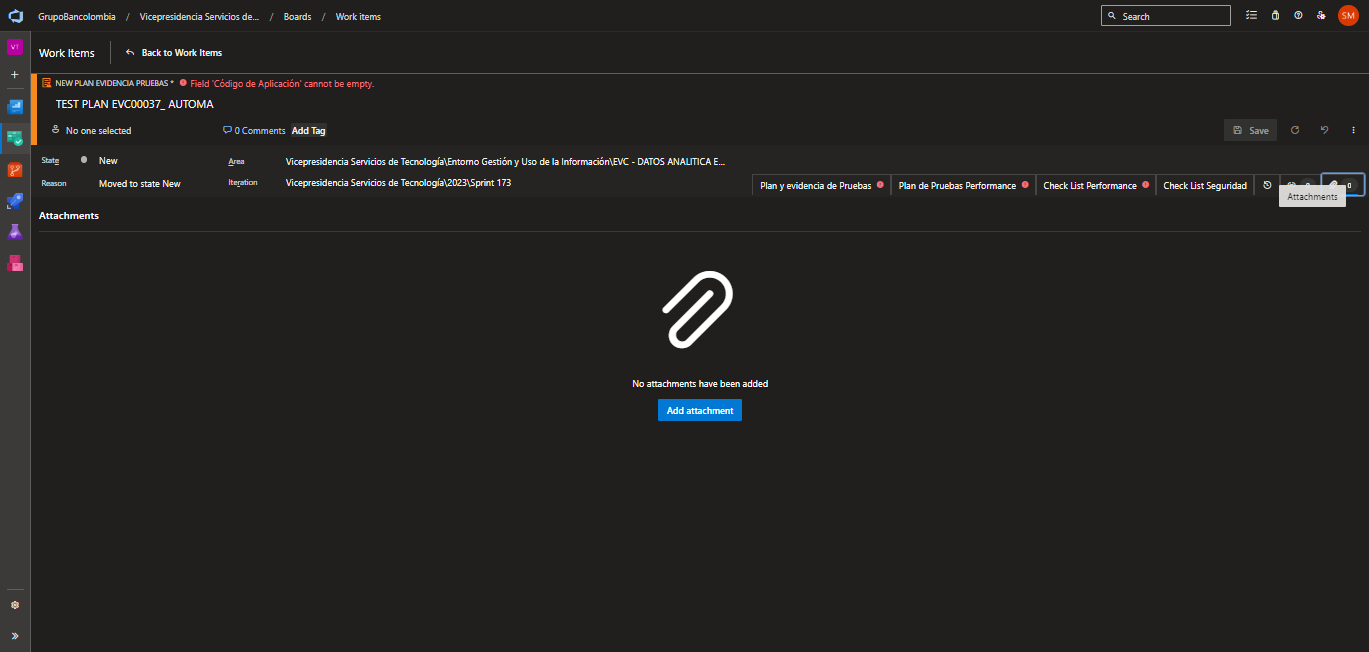 GrupoBancolombia / Vicepresidencia Servicios de... / Boards / Work items
Search
SM
VT
Work Items
Back to Work Items
NEW PLAN EVIDENCIA PRUEBAS * Field 'Código de Aplicación' cannot be empty.
TEST PLAN EVC00037_ AUTOMA
No one selected
0 Comments
Add Tag
Save
State
New
Area
Vicepresidencia Servicios de Tecnología\Entorno Gestión y Uso de la Información\EVC - DATOS ANALITICA E...
Reason
Moved to state New
Iteration
Vicepresidencia Servicios de Tecnología\2023\Sprint 173
Plan y evidencia de Pruebas
Plan de Pruebas Performance
Check List Performance
Check List Seguridad
0
Attachments
Attachments
No attachments have been added
Add attachment